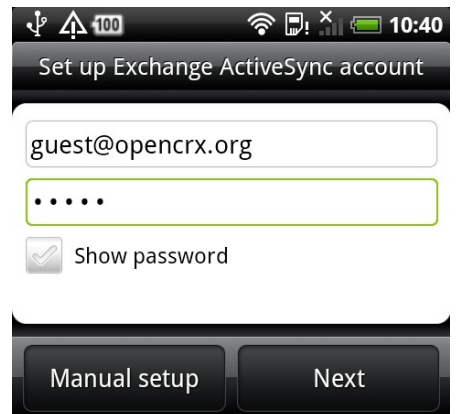 100 10:40
Set up Exchange ActiveSync account
guest@opencrx.org
•••••
Show password
Manual setup Next